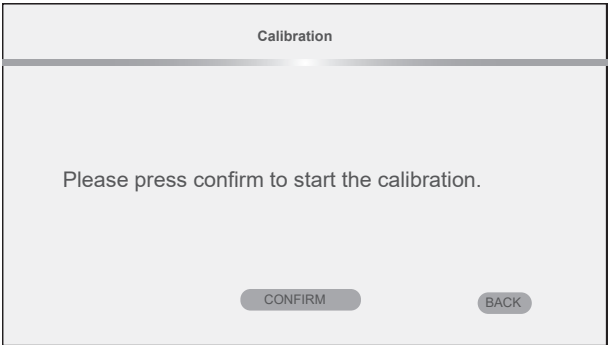 Calibration
Please press confirm to start the calibration.
CONFIRM
BACK